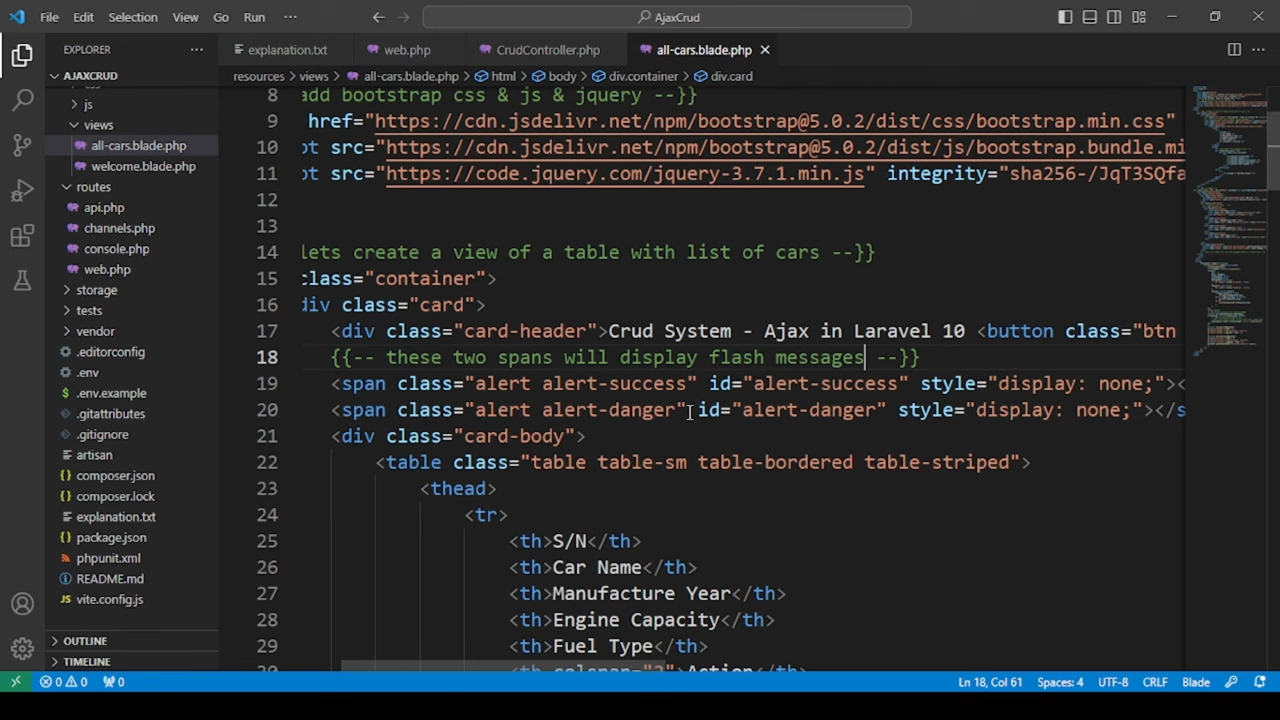 File Edit Selection View Go Run ··· AjaxCrud
EXPLORER ···
explanation.txt web.php CrudController.php all-cars.blade.php
AJAXCRUD
resources > views > all-cars.blade.php > html > body > div.container > div.card
js
views
all-cars.blade.php
welcome.blade.php
routes
api.php
channels.php
console.php
web.php
storage
tests
vendor
.editorconfig
.env
.env.example
.gitattributes
.gitignore
artisan
composer.json
composer.lock
explanation.txt
package.json
phpunit.xml
README.md
vite.config.js
OUTLINE
TIMELINE
8 add bootstrap css & js & jquery --}}
9 href="https://cdn.jsdelivr.net/npm/bootstrap@5.0.2/dist/css/bootstrap.min.css"
10 pt src="https://cdn.jsdelivr.net/npm/bootstrap@5.0.2/dist/js/bootstrap.bundle.mi
11 pt src="https://code.jquery.com/jquery-3.7.1.min.js" integrity="sha256-/JqT3SQfa
12
13
14 lets create a view of a table with list of cars --}}
15 class="container">
16 div class="card">
17 <div class="card-header">Crud System - Ajax in Laravel 10 <button class="btn
18 {{-- these two spans will display flash messages --}}
19 <span class="alert alert-success" id="alert-success" style="display: none;"><
20 <span class="alert alert-danger" id="alert-danger" style="display: none;"></s
21 <div class="card-body">
22 <table class="table table-sm table-bordered table-striped">
23 <thead>
24 <tr>
25 <th>S/N</th>
26 <th>Car Name</th>
27 <th>Manufacture Year</th>
28 <th>Engine Capacity</th>
29 <th>Fuel Type</th>
30 <th colspan="2">Action</th>
0 0 0 Ln 18, Col 61 Spaces: 4 UTF-8 CRLF Blade